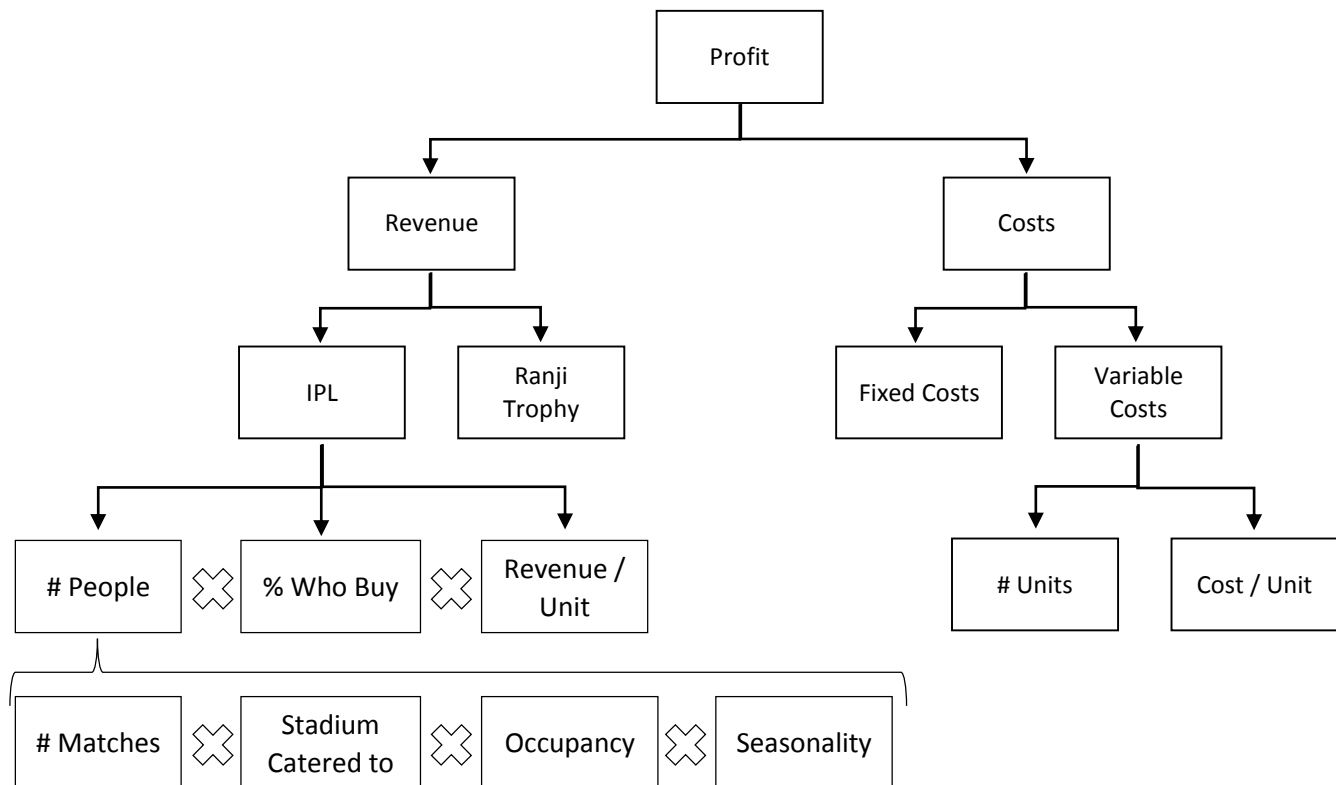 Profit
Revenue
Costs
IPL
Ranji
Trophy
Fixed Costs
Variable
Costs
# People
% Who Buy
Revenue /
Unit
# Units
Cost / Unit
# Matches
Stadium
Catered to
Occupancy
Seasonality